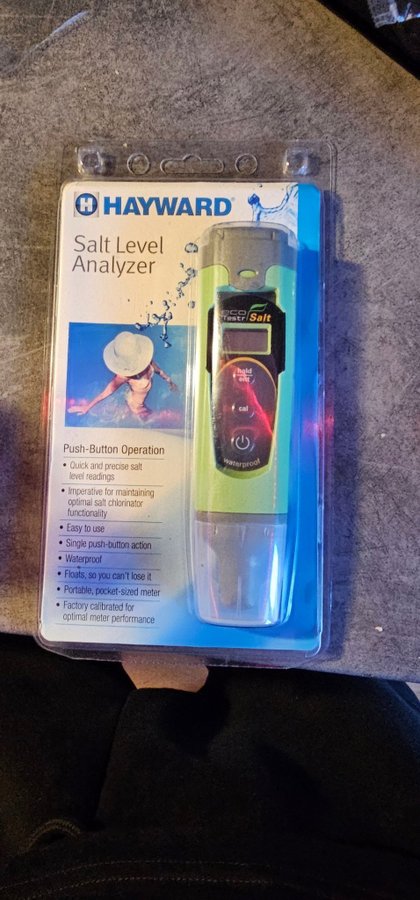 HAYWARD®
Salt Level
Analyzer
eco
Testr Salt
hold
ent
cal
waterproof
Push-Button Operation
• Quick and precise salt
level readings
• Imperative for maintaining
optimal salt chlorinator
functionality
• Easy to use
• Single push-button action
• Waterproof
• Floats, so you can't lose it
• Portable, pocket-sized meter
• Factory calibrated for
optimal meter performance